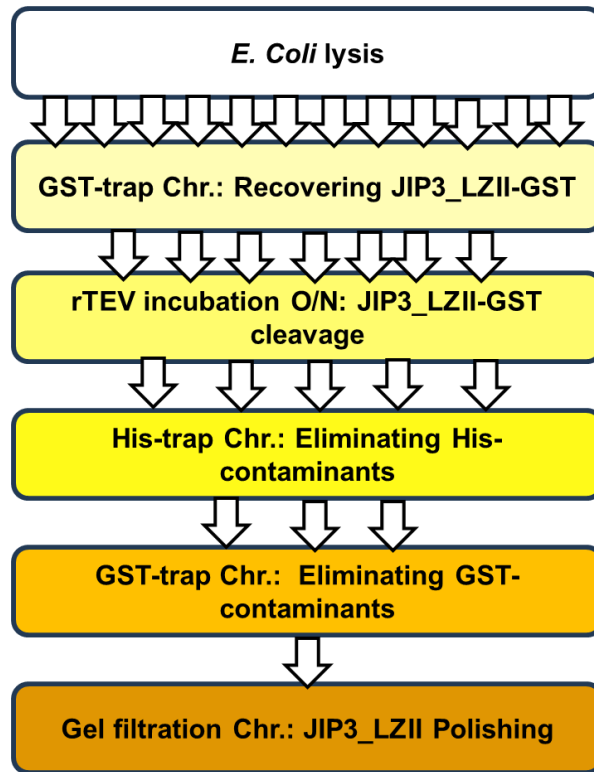 E. Coli lysis
GST-trap Chr.: Recovering JIP3_LZII-GST
rTEV incubation O/N: JIP3_LZII-GST
cleavage
His-trap Chr.: Eliminating His-
contaminants
GST-trap Chr.: Eliminating GST-
contaminants
Gel filtration Chr.: JIP3_LZII Polishing